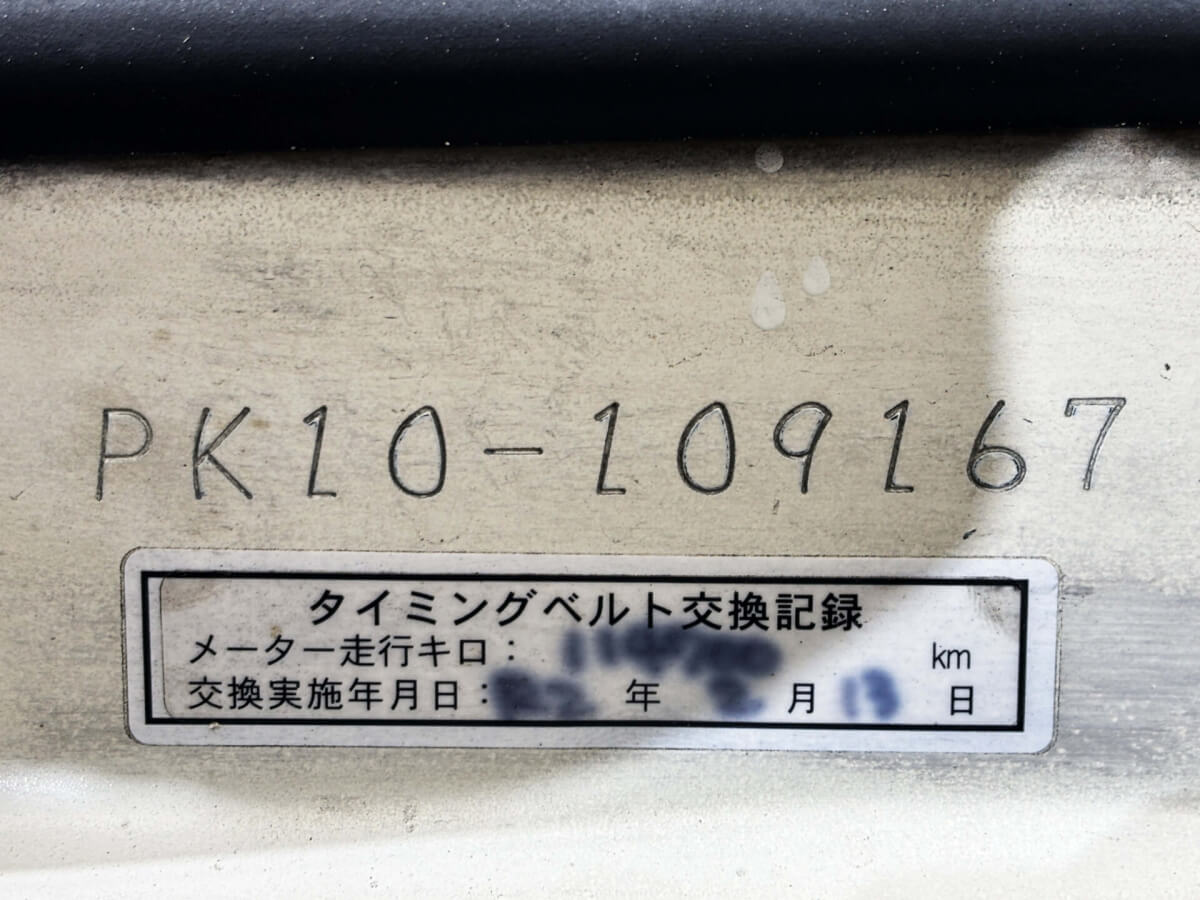 PK10-109167
タイミングベルト交換記録
メーター走行キロ： km
交換実施年月日： 年 月 13 日